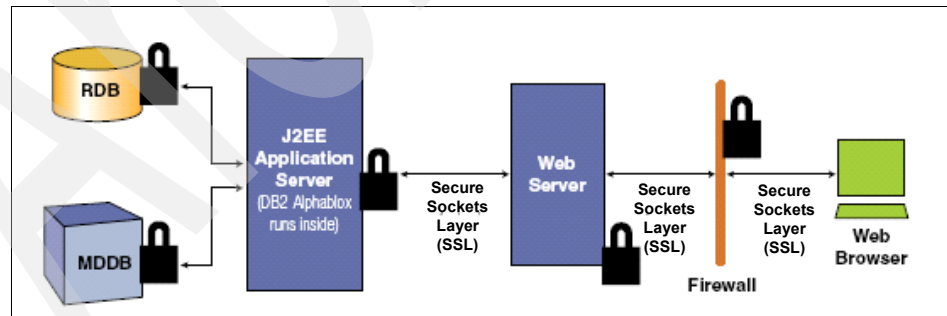 RDB
MDDB
J2EE
Application
Server
(DB2 Alphablox
runs inside)
Secure
Sockets
Layer
(SSL)
Web
Server
Secure
Sockets
Layer
(SSL)
Firewall
Secure
Sockets
Layer
(SSL)
Web
Browser